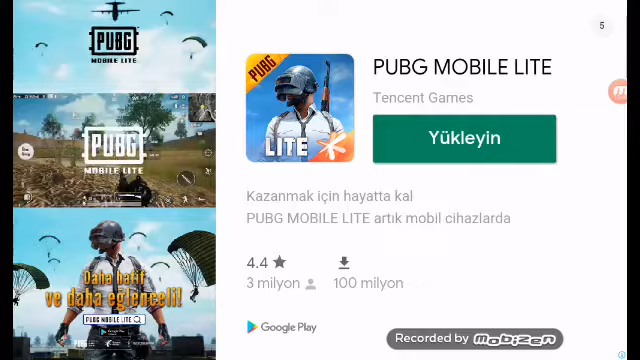 PUBG
MOBILE LITE
PUBG
MOBILE LITE
Daha hafif
ve daha eğlenceli!
PUBG MOBILE LITE
5
PUBG
LITE
PUBG MOBILE LITE
Tencent Games
Yükleyin
Kazanmak için hayatta kal
PUBG MOBILE LITE artık mobil cihazlarda
4.4
3 milyon
100 milyon
Google Play
Recorded by mobizen